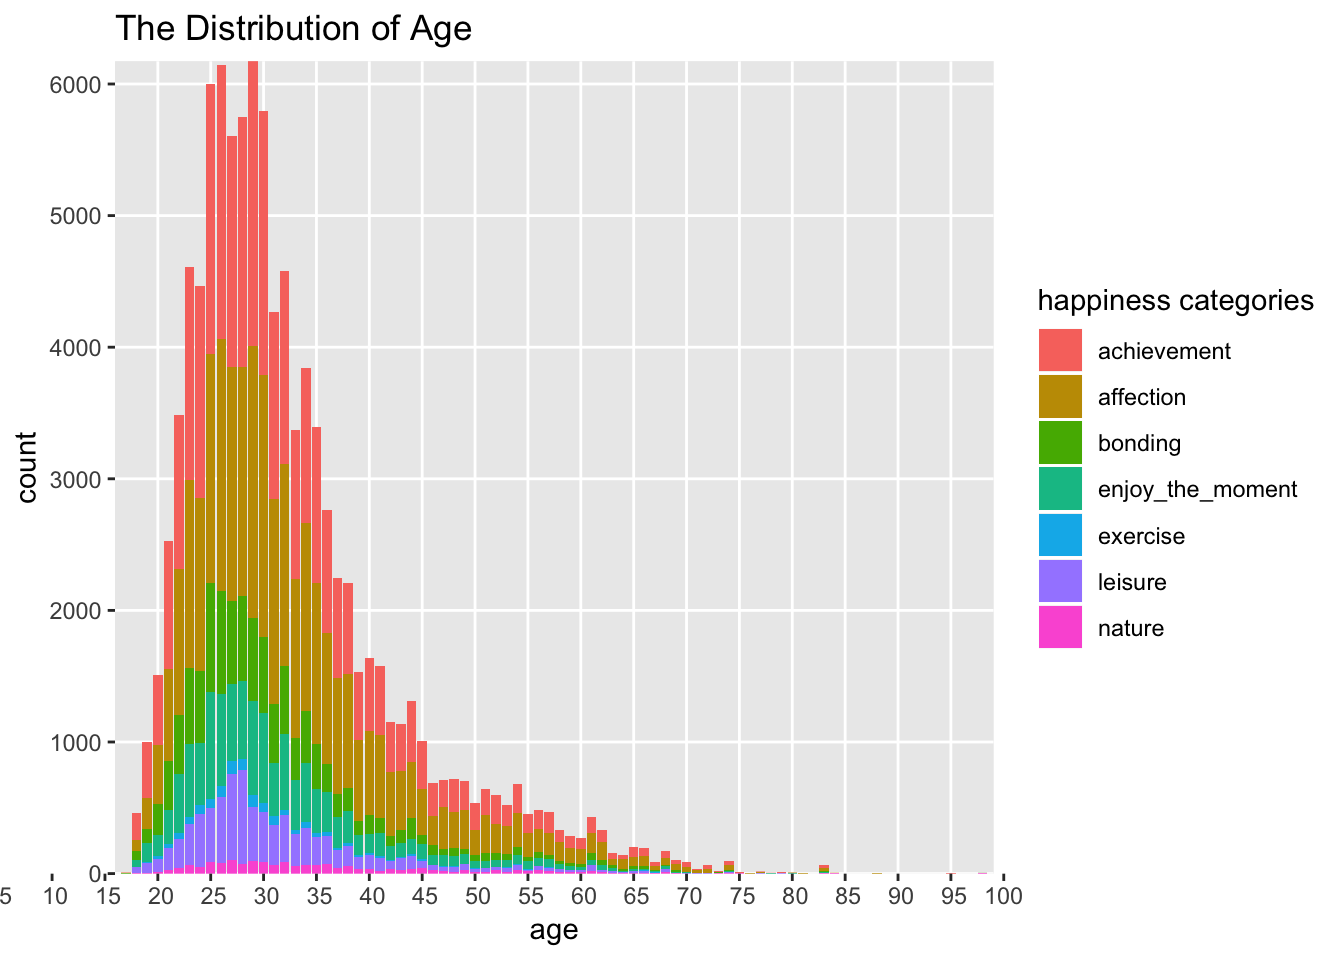 The Distribution of Age
6000
5000
4000
3000
2000
1000
0
count
5 10 15 20 25 30 35 40 45 50 55 60 65 70 75 80 85 90 95 100
age
happiness categories
achievement
affection
bonding
enjoy_the_moment
exercise
leisure
nature